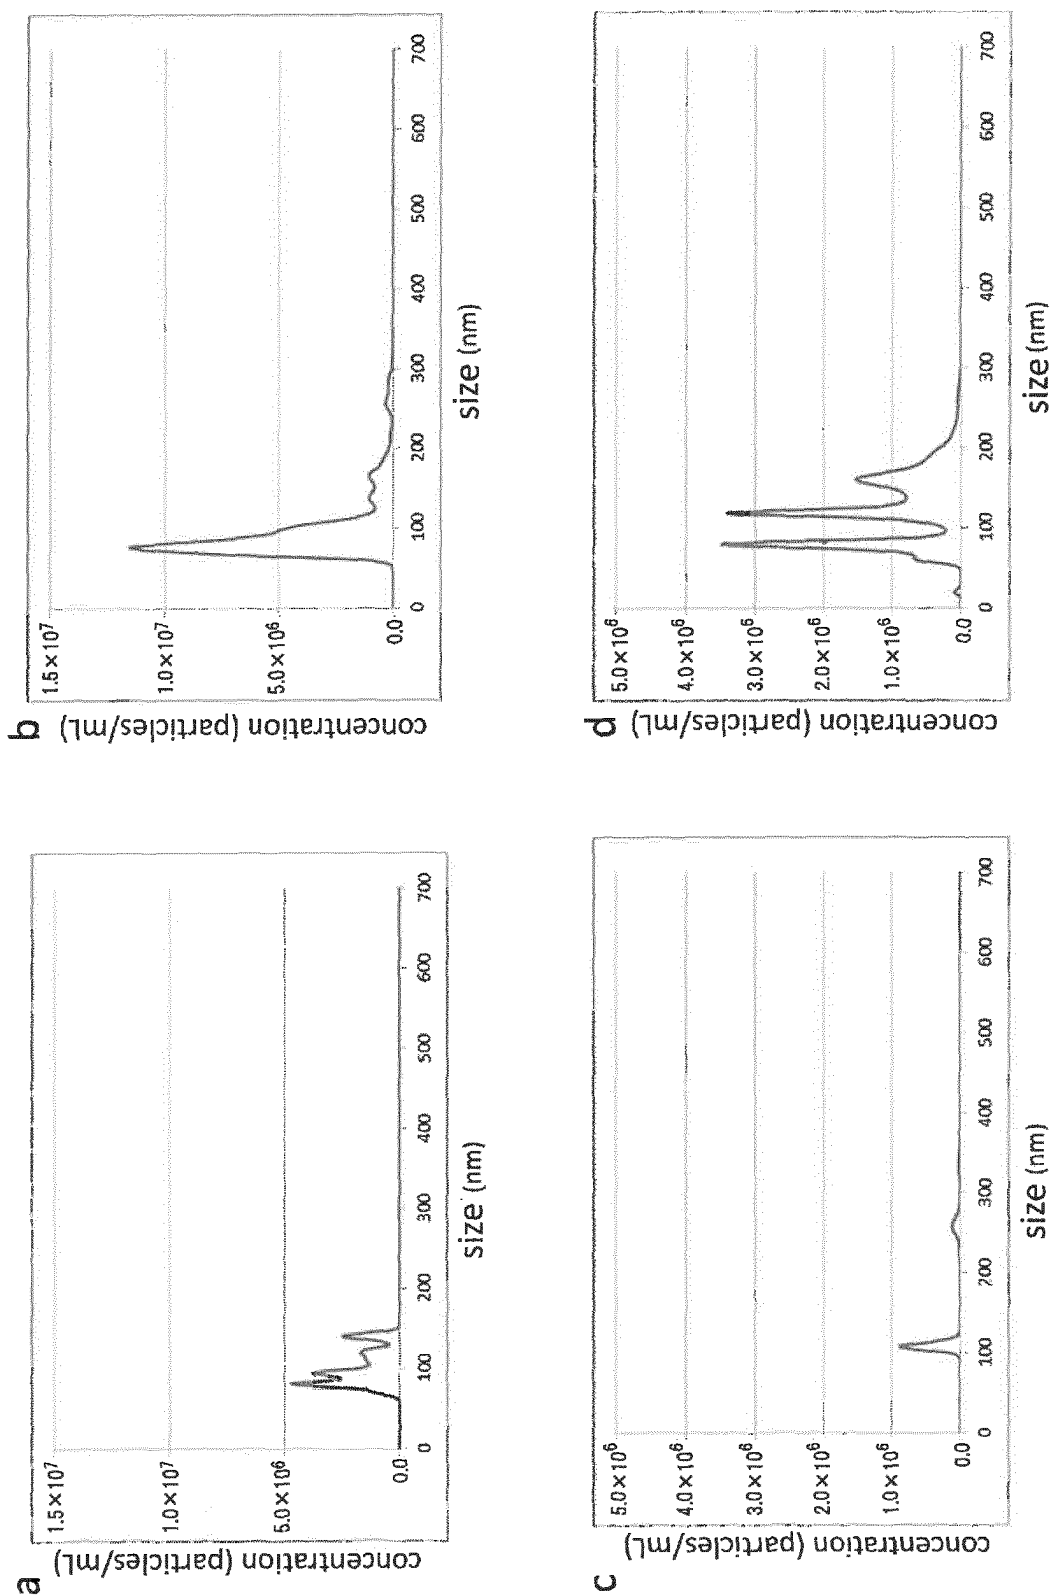 a
concentration (particles/mL)
1.5×10⁷
1.0×10⁷
5.0×10⁶
0.0
0 100 200 300 400 500 600 700
size (nm)
b
concentration (particles/mL)
1.5×10⁷
1.0×10⁷
5.0×10⁶
0.0
0 100 200 300 400 500 600 700
size (nm)
c
concentration (particles/mL)
5.0×10⁶
4.0×10⁶
3.0×10⁶
2.0×10⁶
1.0×10⁶
0.0
0 100 200 300 400 500 600 700
size (nm)
d
concentration (particles/mL)
5.0×10⁶
4.0×10⁶
3.0×10⁶
2.0×10⁶
1.0×10⁶
0.0
0 100 200 300 400 500 600 700
size (nm)